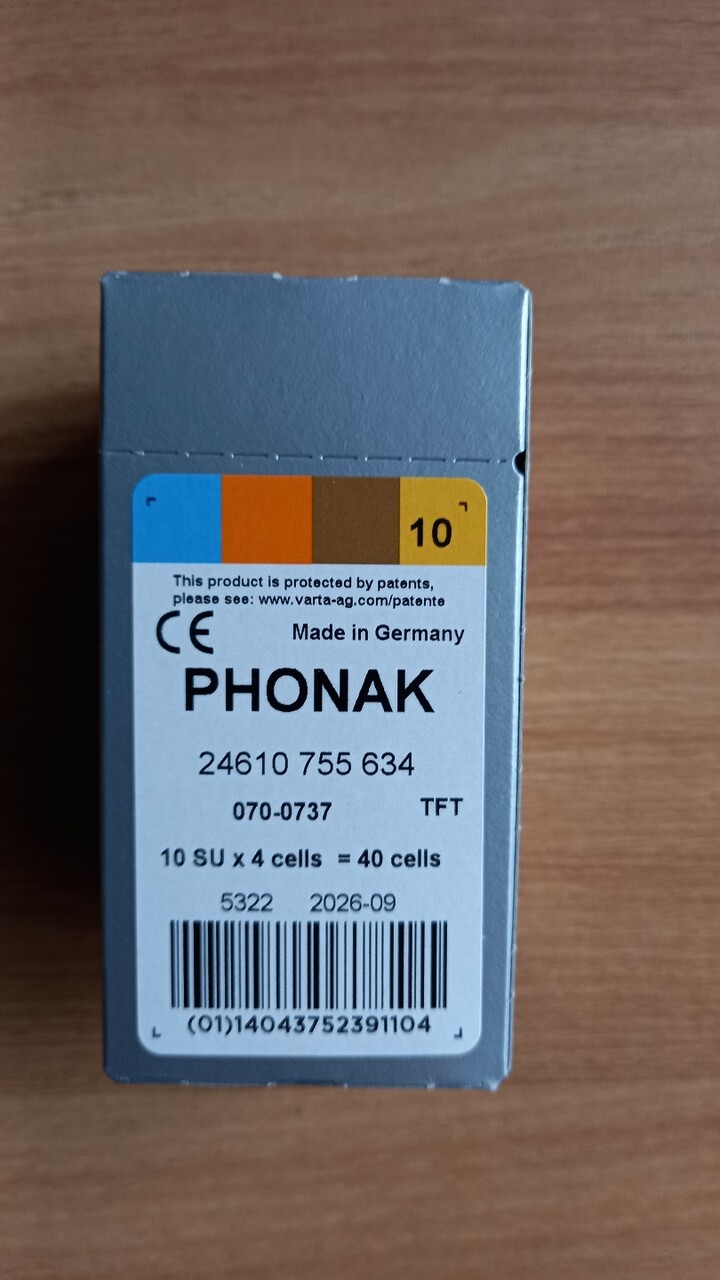 10
This product is protected by patents,
please see: www.varta-ag.com/patente
CE Made in Germany
PHONAK
24610 755 634
070-0737 TFT
10 SU x 4 cells = 40 cells
5322 2026-09
(01)14043752391104